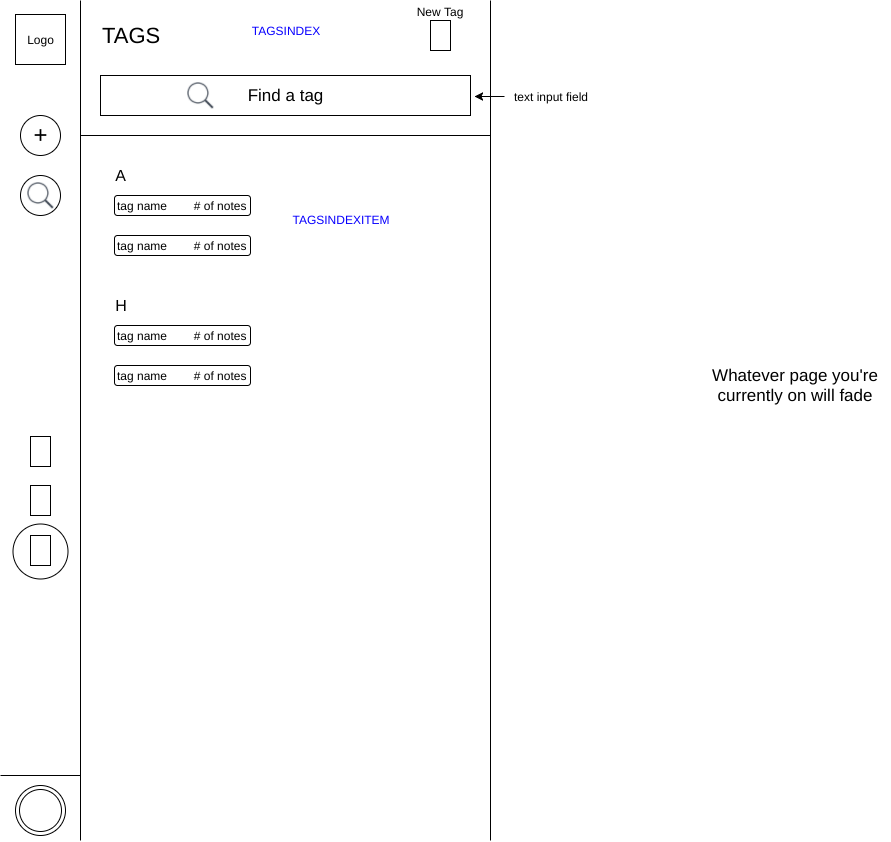 Logo
TAGS
TAGSINDEX
New Tag
Find a tag
text input field
+
A
tag name # of notes
TAGSINDEXITEM
tag name # of notes
H
tag name # of notes
tag name # of notes
Whatever page you're
currently on will fade